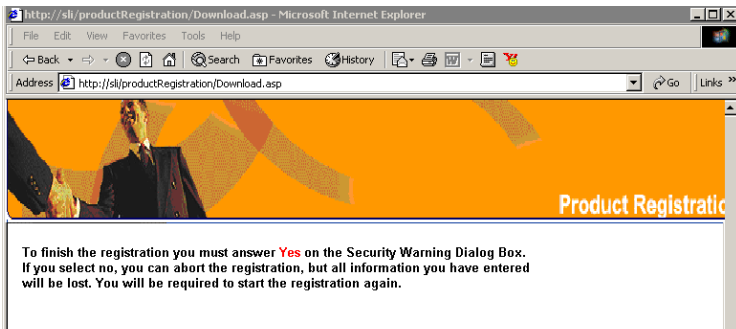 http://sli/productRegistration/Download.asp - Microsoft Internet Explorer
File Edit View Favorites Tools Help
Back Search Favorites History
Address http://sli/productRegistration/Download.asp Go Links »
Product Registratio
To finish the registration you must answer Yes on the Security Warning Dialog Box.
If you select no, you can abort the registration, but all information you have entered
will be lost. You will be required to start the registration again.